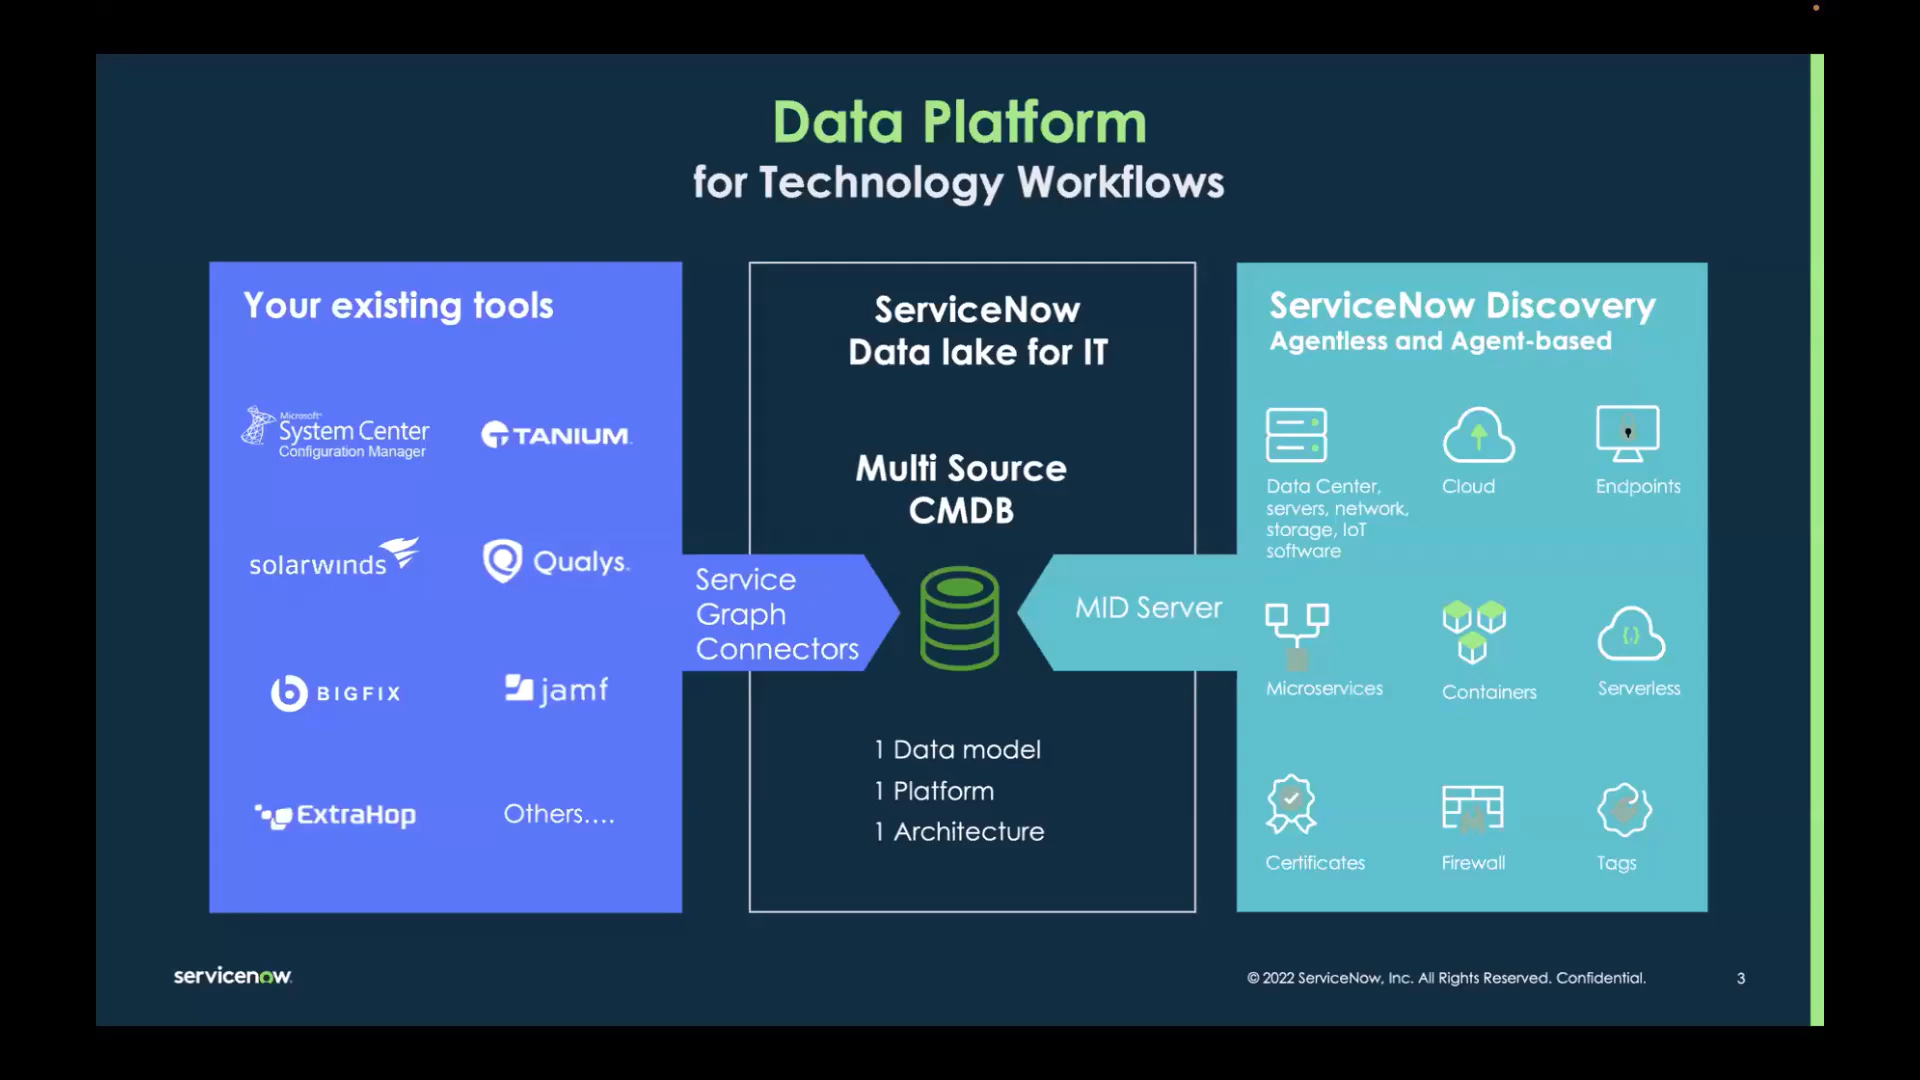 Data Platform
for Technology Workflows
Your existing tools
Microsoft®
System Center
Configuration Manager
TANIUM.
solarwinds
Qualys.
BIGFIX
jamf
ExtraHop
Others....
Service
Graph
Connectors
ServiceNow
Data lake for IT
Multi Source
CMDB
1 Data model
1 Platform
1 Architecture
MID Server
ServiceNow Discovery
Agentless and Agent-based
Data Center,
servers, network,
storage, IoT
software
Cloud
Endpoints
Microservices
Containers
{.}
Serverless
Certificates
Firewall
Tags
servicenow.
© 2022 ServiceNow, Inc. All Rights Reserved. Confidential.
3